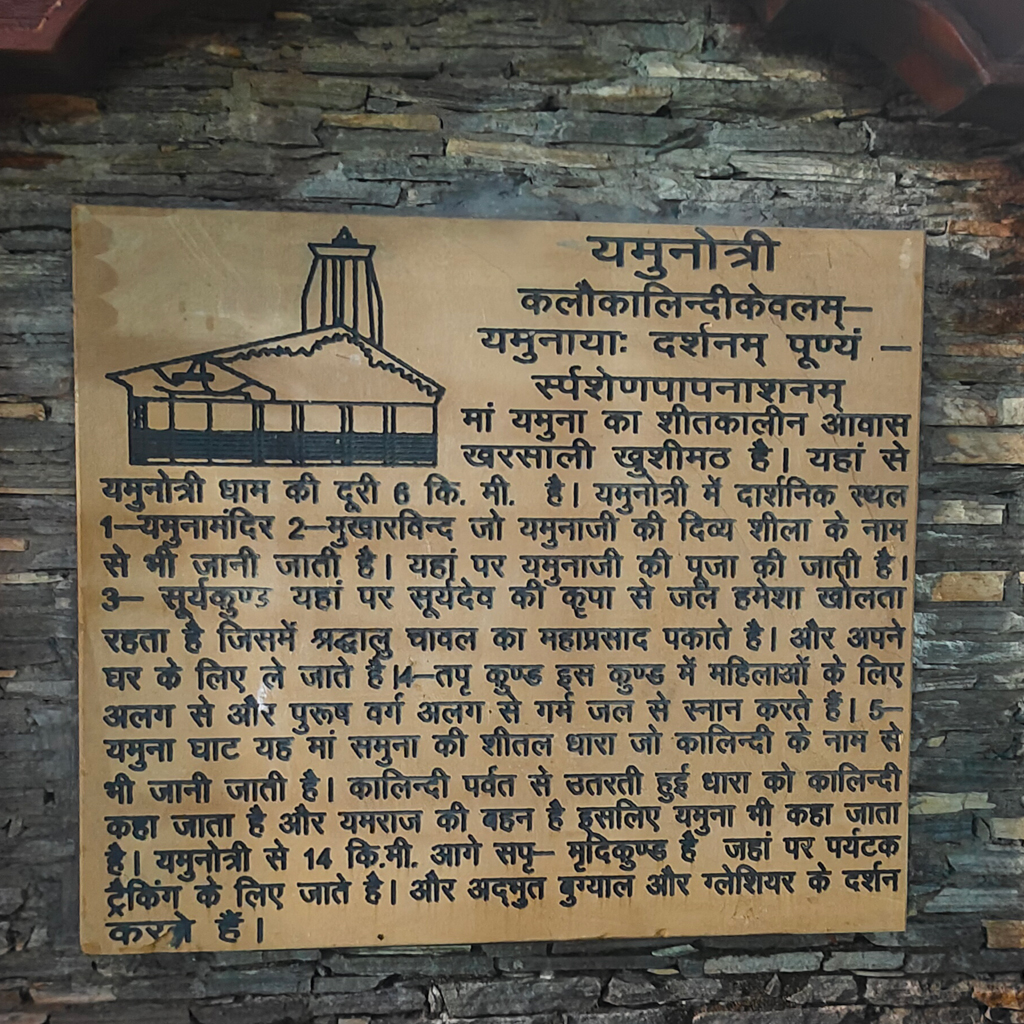 यमुनोत्री
कलौकालिन्दीकेवलम्–
यमुनायाः दर्शनम् पूण्यं –
र्स्पशेणपापनाशनम्
मां यमुना का शीतकालीन आवास
खरसाली खुशीमठ है। यहां से
यमुनोत्री धाम की दूरी 6 कि. मी. है। यमुनोत्री में दार्शनिक स्थल
1–यमुनामंदिर 2–मुखारविन्द जो यमुनाजी की दिव्य शीला के नाम
से भी जानी जाती है। यहां पर यमुनाजी की पूजा की जाती है।
3– सूर्यकुण्ड यहां पर सूर्यदेव की कृपा से जल हमेशा खोलता
रहता है जिसमें श्रद्धालु चावल का महाप्रसाद पकाते है। और अपने
घर के लिए ले जाते है।4–तपृ कुण्ड इस कुण्ड में महिलाओं के लिए
अलग से और पुरूष वर्ग अलग से गर्म जल से स्नान करते हैं। 5–
यमुना घाट यह मां समुना की शीतल धारा जो कालिन्दी के नाम से
भी जानी जाती है। कालिन्दी पर्वत से उतरती हुई धारा को कालिन्दी
कहा जाता है और यमराज की बहन है इसलिए यमुना भी कहा जाता
है। यमुनोत्री से 14 कि.मी. आगे सपृ– मृदिकुण्ड है जहां पर पर्यटक
ट्रैकिंग के लिए जाते है। और अद्भुत बुग्याल और ग्लेशियर के दर्शन
करते हैं।